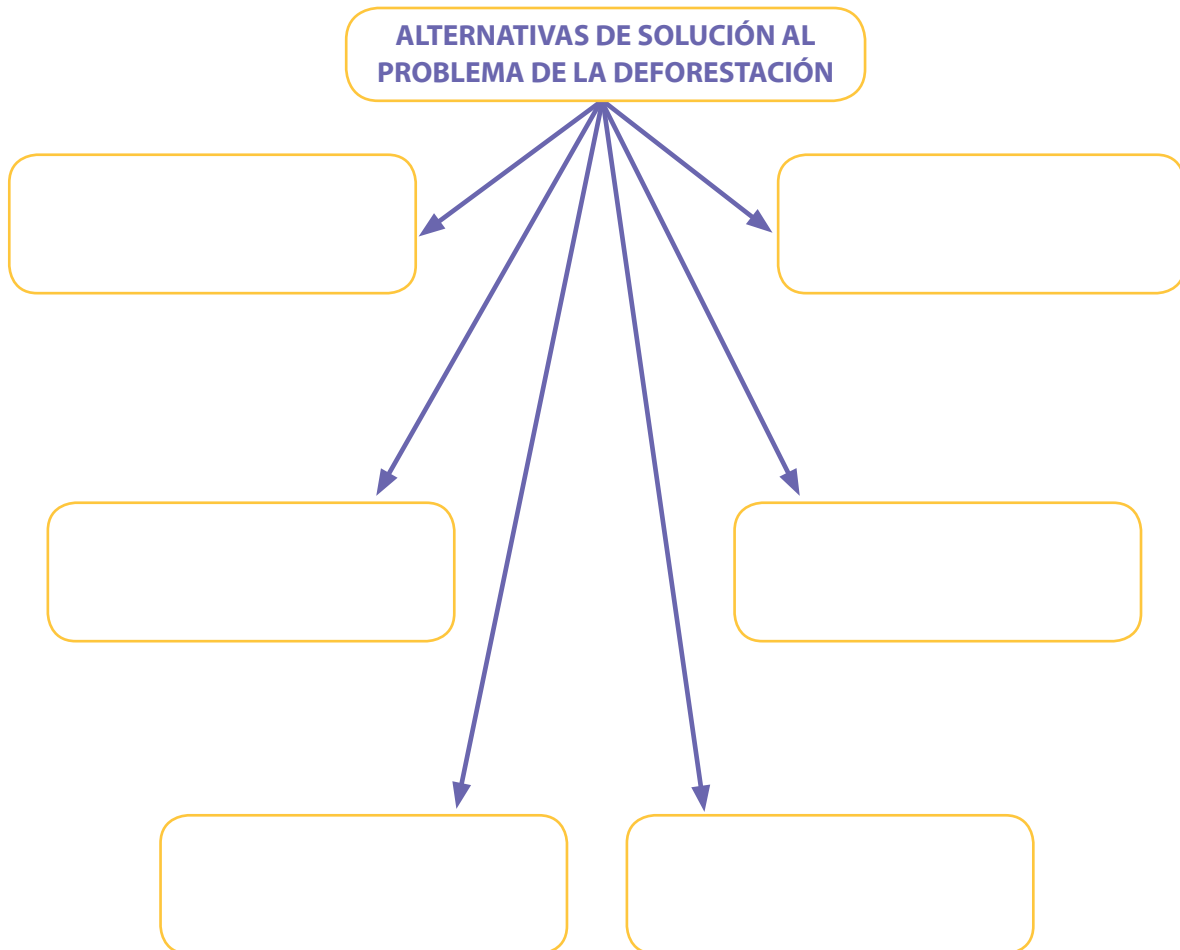 ALTERNATIVAS DE SOLUCIÓN AL
PROBLEMA DE LA DEFORESTACIÓN